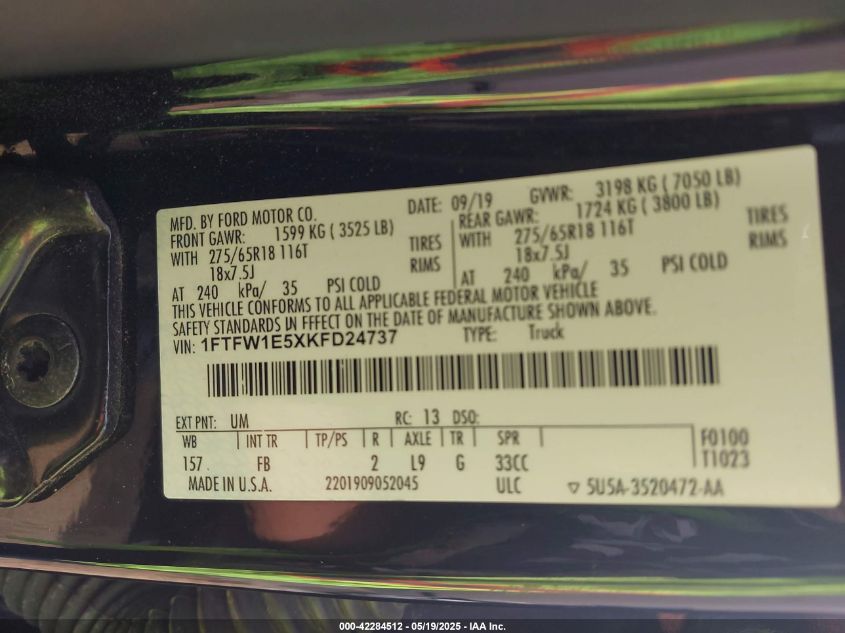 MFD. BY FORD MOTOR CO. DATE: 09/19 GVWR: 3198 KG ( 7050 LB)
FRONT GAWR: 1599 KG ( 3525 LB) REAR GAWR: 1724 KG ( 3800 LB)
WITH 275/65R18 116T TIRES WITH 275/65R18 116T TIRES
18x7.5J RIMS 18x7.5J RIMS
AT 240 kPa/ 35 PSI COLD AT 240 kPa/ 35 PSI COLD
THIS VEHICLE CONFORMS TO ALL APPLICABLE FEDERAL MOTOR VEHICLE
SAFETY STANDARDS IN EFFECT ON THE DATE OF MANUFACTURE SHOWN ABOVE.
VIN: 1FTFW1E5XKFD24737 TYPE: Truck
EXT PNT: UM RC: 13 DSO:
WB INT TR TP/PS R AXLE TR SPR F0100
157 FB 2 L9 G 33CC T1023
MADE IN U.S.A. 2201909052045 ULC ▽ 5U5A-3520472-AA
000-42284512 - 05/19/2025 - IAA Inc.